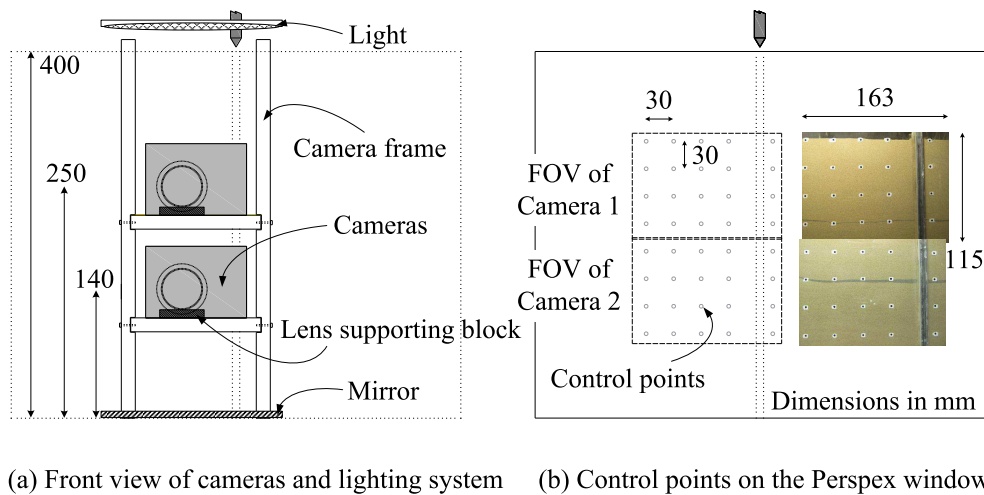 Light
400
Camera frame
250
Cameras
140
Lens supporting block
Mirror
(a) Front view of cameras and lighting system
30
163
30
FOV of
Camera 1
115
FOV of
Camera 2
Control points
Dimensions in mm
(b) Control points on the Perspex window